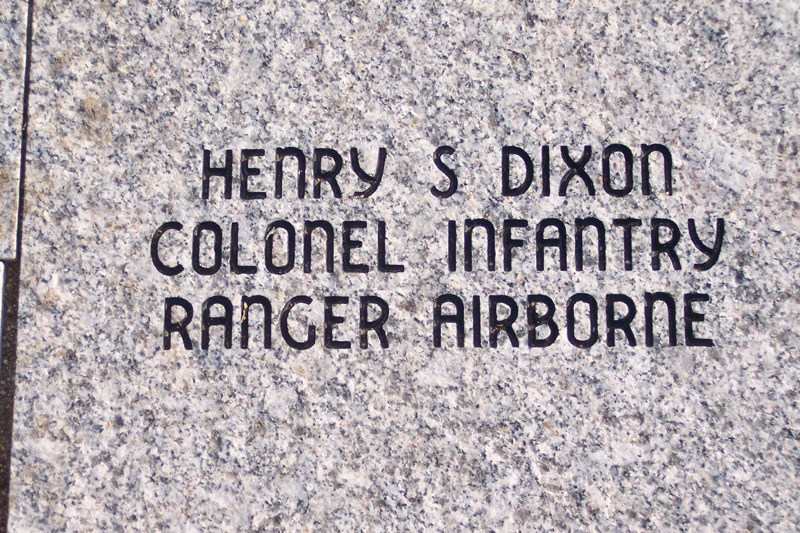 HENRY S DIXON
COLONEL INFANTRY
RANGER AIRBORNE